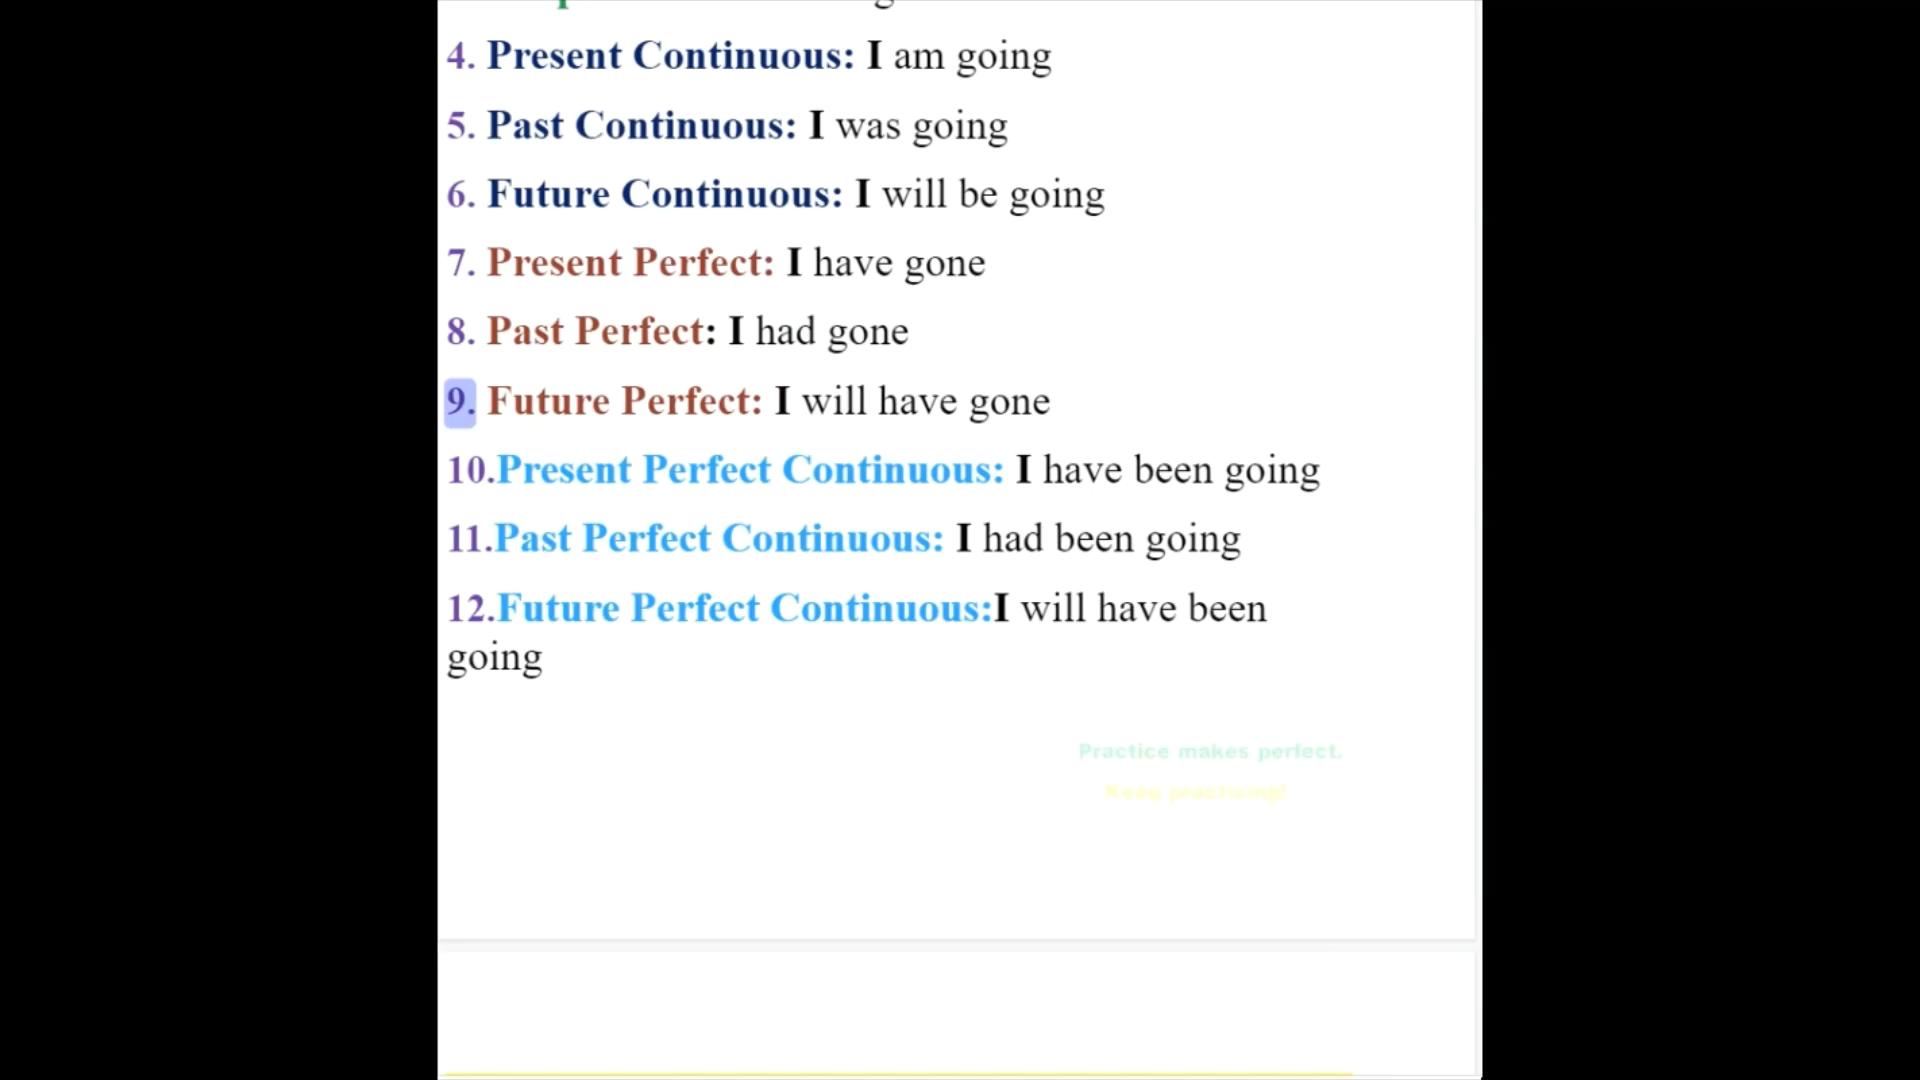 4. Present Continuous: I am going
5. Past Continuous: I was going
6. Future Continuous: I will be going
7. Present Perfect: I have gone
8. Past Perfect: I had gone
9. Future Perfect: I will have gone
10.Present Perfect Continuous: I have been going
11.Past Perfect Continuous: I had been going
12.Future Perfect Continuous:I will have been
going
Practice makes perfect.
Keep practicing!